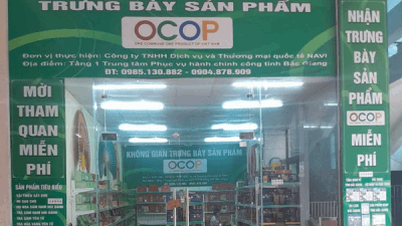 TRƯNG BÀY SẢN PHẨM
OCOP
Đơn vị thực hiện: Công ty TNHH Dịch vụ và Thương mại quốc tế NAVI
Địa điểm: Tầng 1 Trung tâm Phục vụ hành chính công tỉnh Bắc Giang
ĐT: 0985.130.882 - 0904.878.909
MỜI
THAM
QUAN
MIỄN
PHÍ
SẢN PHẨM TIÊU BIỂU
KHÔNG GIAN TRƯNG BÀY SẢN PHẨM
OCOP
NHẬN
TRƯNG
BÀY
SẢN
PHẨM
OCOP
MIỄN
PHÍ